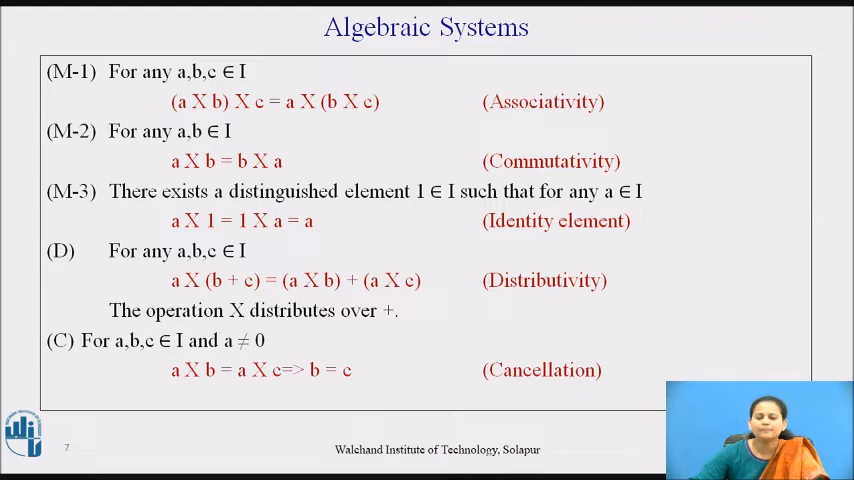 Algebraic Systems
(M-1) For any a,b,c ∈ I
(a X b) X c = a X (b X c) (Associativity)
(M-2) For any a,b ∈ I
a X b = b X a (Commutativity)
(M-3) There exists a distinguished element 1 ∈ I such that for any a ∈ I
a X 1 = 1 X a = a (Identity element)
(D) For any a,b,c ∈ I
a X (b + c) = (a X b) + (a X c) (Distributivity)
The operation X distributes over +.
(C) For a,b,c ∈ I and a ≠ 0
a X b = a X c=> b = c (Cancellation)
7
Walchand Institute of Technology, Solapur